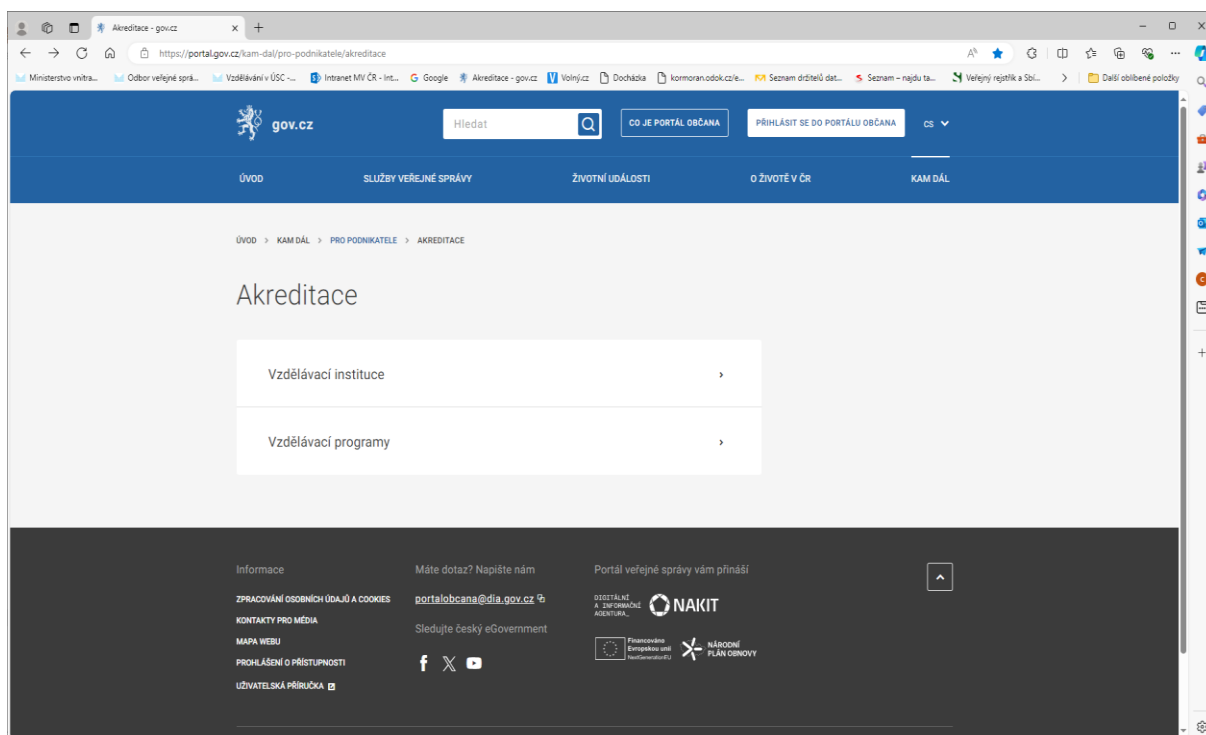 Akreditace - gov.cz
https://portal.gov.cz/kam-dal/pro-podnikatele/akreditace
Ministerstvo vnitra... Odbor veřejné sprá... Vzdělávání v ÚSC -... Intranet MV ČR - Int... Google Akreditace - gov.cz Volný.cz Docházka kormoran.odok.cz/e... Seznam držitelů dat... Seznam – najdu ta... Veřejný rejstřík a Sbí... Další oblíbené položky
gov.cz Hledat CO JE PORTÁL OBČANA PŘIHLÁSIT SE DO PORTÁLU OBČANA CS
ÚVOD SLUŽBY VEŘEJNÉ SPRÁVY ŽIVOTNÍ UDÁLOSTI O ŽIVOTĚ V ČR KAM DÁL
ÚVOD > KAM DÁL > PRO PODNIKATELE > AKREDITACE
Akreditace
Vzdělávací instituce
Vzdělávací programy
Informace Máte dotaz? Napište nám Portál veřejné správy vám přináší
ZPRACOVÁNÍ OSOBNÍCH ÚDAJŮ A COOKIES portalobcana@dia.gov.cz DIGITÁLNÍ A INFORMAČNÍ AGENTURA_ NAKIT
KONTAKTY PRO MÉDIA
Sledujte český eGovernment
MAPA WEBU Financováno Evropskou unií NextGenerationEU NÁRODNÍ PLÁN OBNOVY
PROHLÁŠENÍ O PŘÍSTUPNOSTI
UŽIVATELSKÁ PŘÍRUČKA